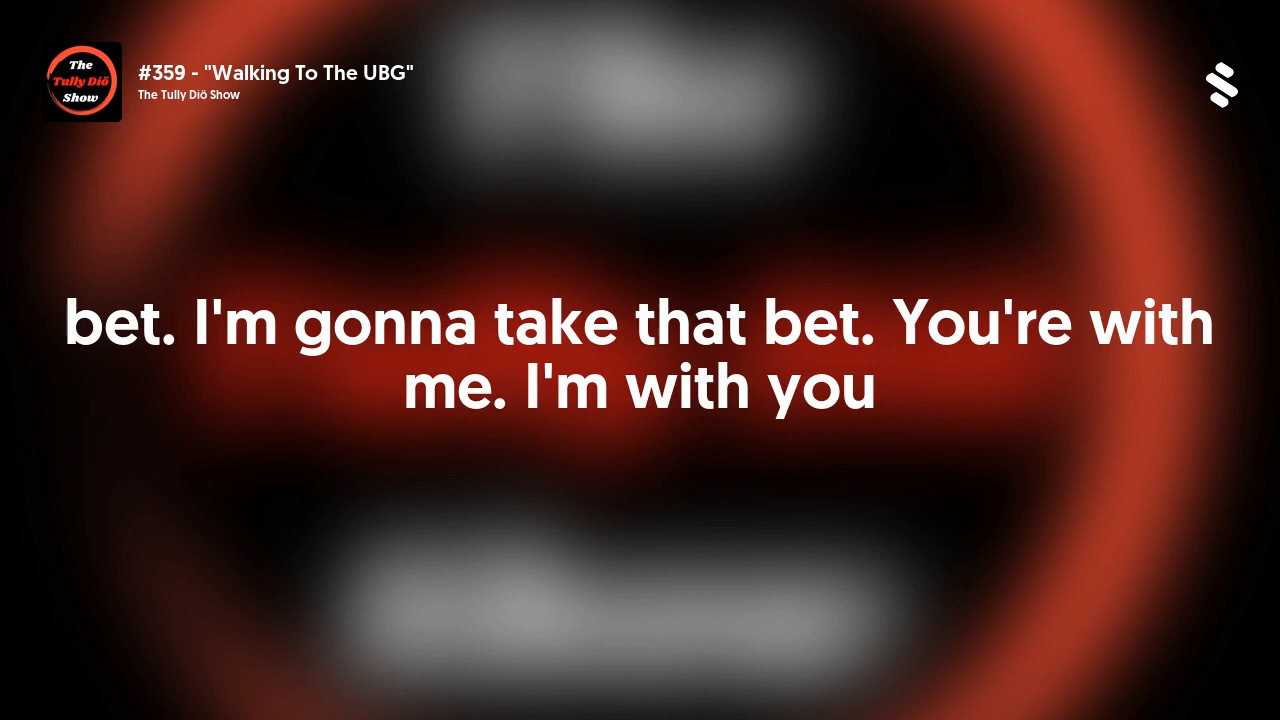 The
Tully Diö
Show
#359 - "Walking To The UBG"
The Tully Diö Show
bet. I'm gonna take that bet. You're with
me. I'm with you